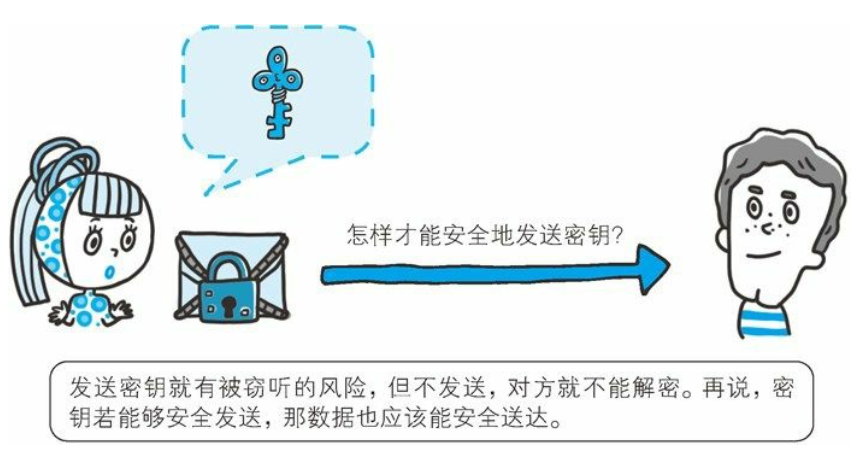 怎样才能安全地发送密钥?
发送密钥就有被窃听的风险，但不发送，对方就不能解密。再说，密
钥若能够安全发送，那数据也应该能安全送达。